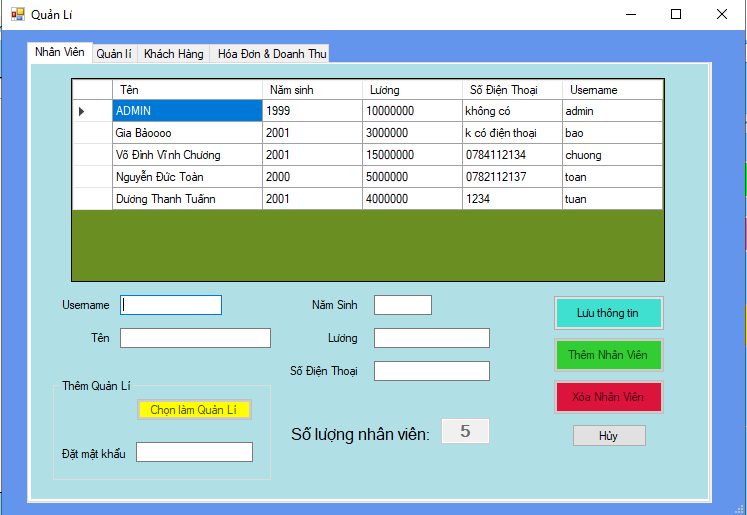 Quản Lí
Nhân Viên Quản lí Khách Hàng Hóa Đơn & Doanh Thu
Tên Năm sinh Lương Số Điện Thoại Username
ADMIN 1999 10000000 không có admin
Gia Bảoooo 2001 3000000 k có điện thoại bao
Võ Đình Vĩnh Chương 2001 15000000 0784112134 chuong
Nguyễn Đức Toàn 2000 5000000 0782112137 toan
Dương Thanh Tuấnn 2001 4000000 1234 tuan
Username Năm Sinh Lưu thông tin
Tên Lương Thêm Nhân Viên
Số Điện Thoại
Thêm Quản Lí Xóa Nhân Viên
Chọn làm Quản Lí
Số lượng nhân viên: 5 Hủy
Đặt mật khẩu